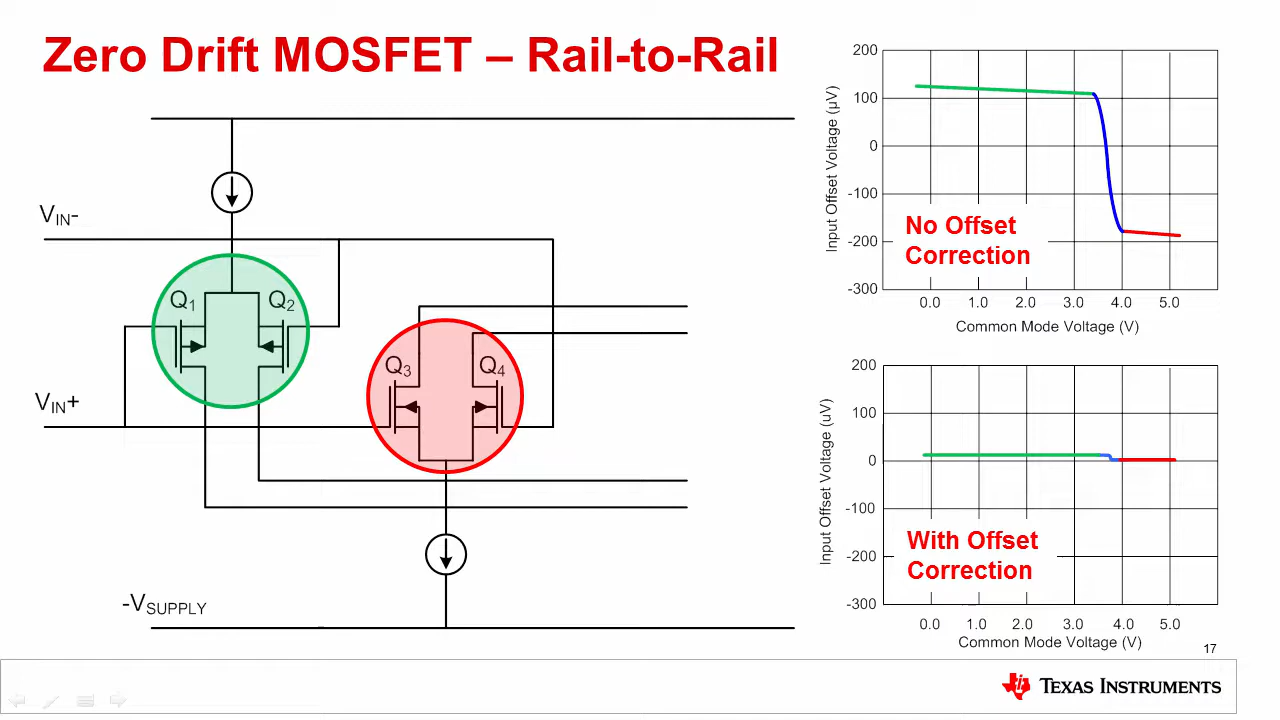 Zero Drift MOSFET – Rail-to-Rail
VIN-
Q1
Q2
Q3
Q4
VIN+
-VSUPPLY
200
100
0
-100
-200
-300
Input Offset Voltage (µV)
No Offset
Correction
0.0 1.0 2.0 3.0 4.0 5.0
Common Mode Voltage (V)
200
100
0
-100
-200
-300
Input Offset Voltage (uV)
With Offset
Correction
0.0 1.0 2.0 3.0 4.0 5.0
Common Mode Voltage (V)
17
TEXAS INSTRUMENTS